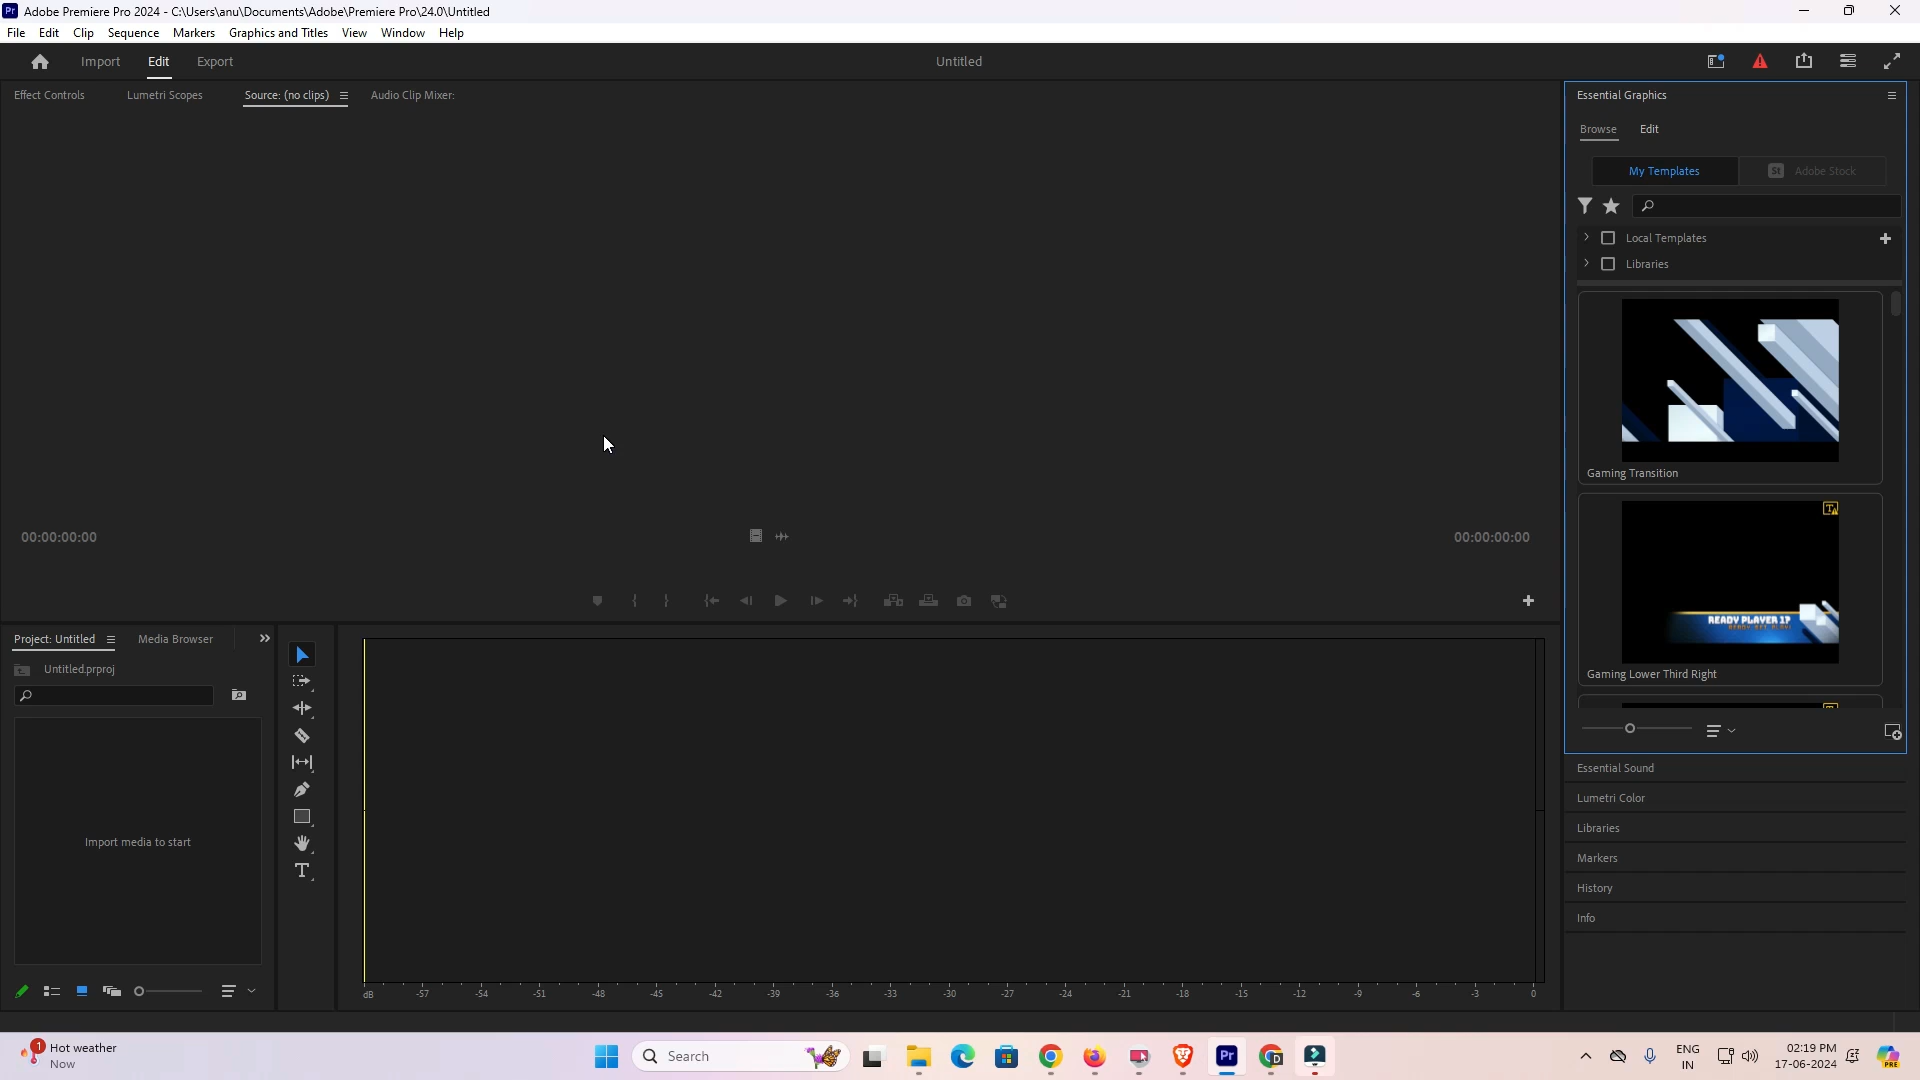 Pr Adobe Premiere Pro 2024 - C:\Users\anu\Documents\Adobe\Premiere Pro\24.0\Untitled
File Edit Clip Sequence Markers Graphics and Titles View Window Help
Import Edit Export Untitled
Effect Controls Lumetri Scopes Source: (no clips) Audio Clip Mixer:
Essential Graphics
Browse Edit
My Templates St Adobe Stock
Local Templates
Libraries
Gaming Transition
READY PLAYER 1?
Gaming Lower Third Right
00:00:00:00 00:00:00:00
Project: Untitled Media Browser
Untitled.prproj
Import media to start
dB -57 -54 -51 -48 -45 -42 -39 -36 -33 -30 -27 -24 -21 -18 -15 -12 -9 -6 -3 0
Essential Sound
Lumetri Color
Libraries
Markers
History
Info
1 Hot weather
Now
Search
Pr
D
ENG
IN
02:19 PM
17-06-2024
PRE